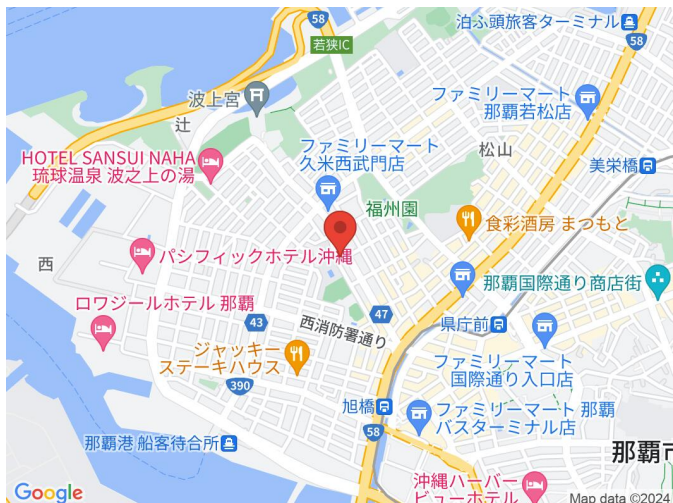 58
泊ふ頭旅客ターミナル
58
若狭IC
波上宮
ファミリーマート
那覇若松店
辻
ファミリーマート
久米西武門店
松山
HOTEL SANSUI NAHA
琉球温泉 波之上の湯
美栄橋
福州園
食彩酒房 まつもと
西
パシフィックホテル沖縄
那覇国際通り商店街
ロワジールホテル 那覇
47
43
西消防署通り
県庁前
ジャッキー
ステーキハウス
ファミリーマート
国際通り入口店
390
旭橋
ファミリーマート 那覇
バスターミナル店
58
那覇港 船客待合所
那覇市
沖縄ハーバー
ビューホテル
Google
Map data ©2024